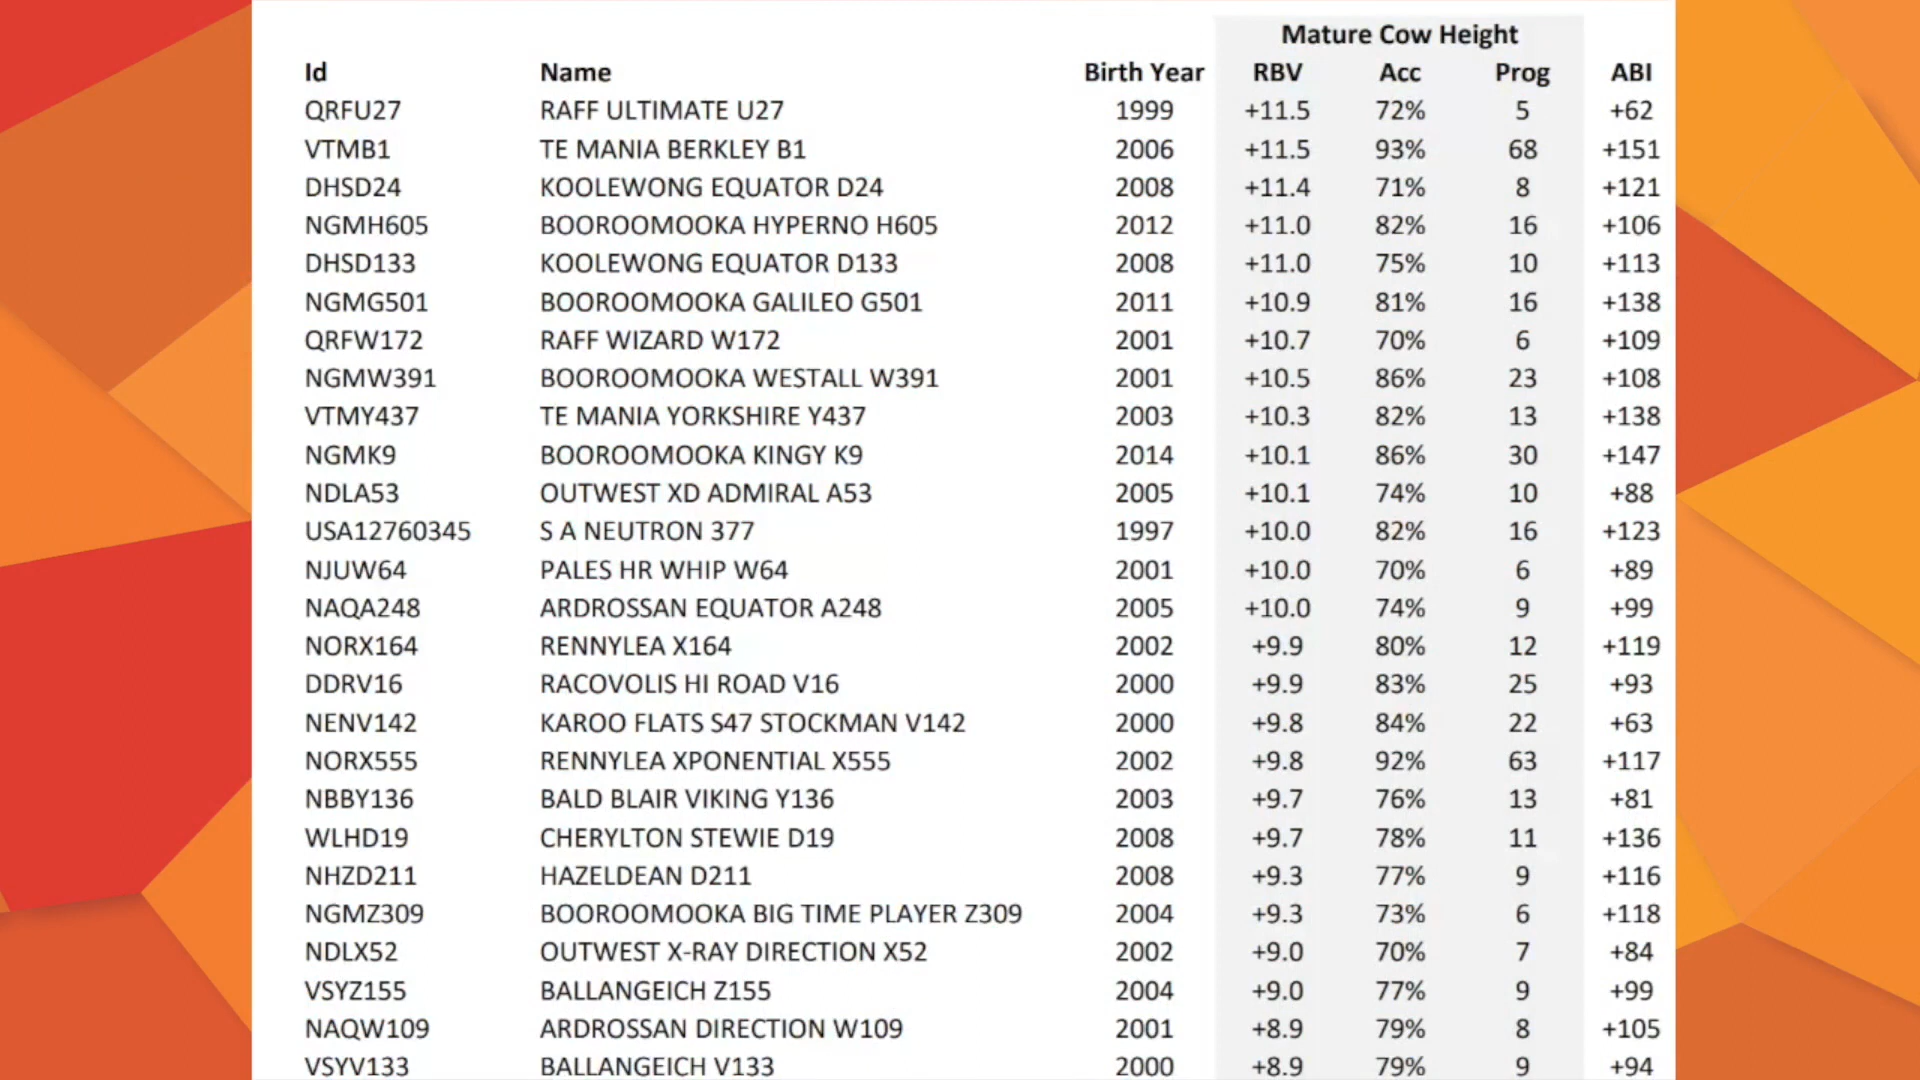 Mature Cow Height
Id Name Birth Year RBV Acc Prog ABI
QRFU27 RAFF ULTIMATE U27 1999 +11.5 72% 5 +62
VTMB1 TE MANIA BERKLEY B1 2006 +11.5 93% 68 +151
DHSD24 KOOLEWONG EQUATOR D24 2008 +11.4 71% 8 +121
NGMH605 BOOROOMOOKA HYPERNO H605 2012 +11.0 82% 16 +106
DHSD133 KOOLEWONG EQUATOR D133 2008 +11.0 75% 10 +113
NGMG501 BOOROOMOOKA GALILEO G501 2011 +10.9 81% 16 +138
QRFW172 RAFF WIZARD W172 2001 +10.7 70% 6 +109
NGMW391 BOOROOMOOKA WESTALL W391 2001 +10.5 86% 23 +108
VTMY437 TE MANIA YORKSHIRE Y437 2003 +10.3 82% 13 +138
NGMK9 BOOROOMOOKA KINGY K9 2014 +10.1 86% 30 +147
NDLA53 OUTWEST XD ADMIRAL A53 2005 +10.1 74% 10 +88
USA12760345 S A NEUTRON 377 1997 +10.0 82% 16 +123
NJUW64 PALES HR WHIP W64 2001 +10.0 70% 6 +89
NAQA248 ARDROSSAN EQUATOR A248 2005 +10.0 74% 9 +99
NORX164 RENNYLEA X164 2002 +9.9 80% 12 +119
DDRV16 RACOVOLIS HI ROAD V16 2000 +9.9 83% 25 +93
NENV142 KAROO FLATS S47 STOCKMAN V142 2000 +9.8 84% 22 +63
NORX555 RENNYLEA XPONENTIAL X555 2002 +9.8 92% 63 +117
NBBY136 BALD BLAIR VIKING Y136 2003 +9.7 76% 13 +81
WLHD19 CHERYLTON STEWIE D19 2008 +9.7 78% 11 +136
NHZD211 HAZELDEAN D211 2008 +9.3 77% 9 +116
NGMZ309 BOOROOMOOKA BIG TIME PLAYER Z309 2004 +9.3 73% 6 +118
NDLX52 OUTWEST X-RAY DIRECTION X52 2002 +9.0 70% 7 +84
VSYZ155 BALLANGEICH Z155 2004 +9.0 77% 9 +99
NAQW109 ARDROSSAN DIRECTION W109 2001 +8.9 79% 8 +105
VSYV133 BALLANGEICH V133 2000 +8.9 79% 9 +94